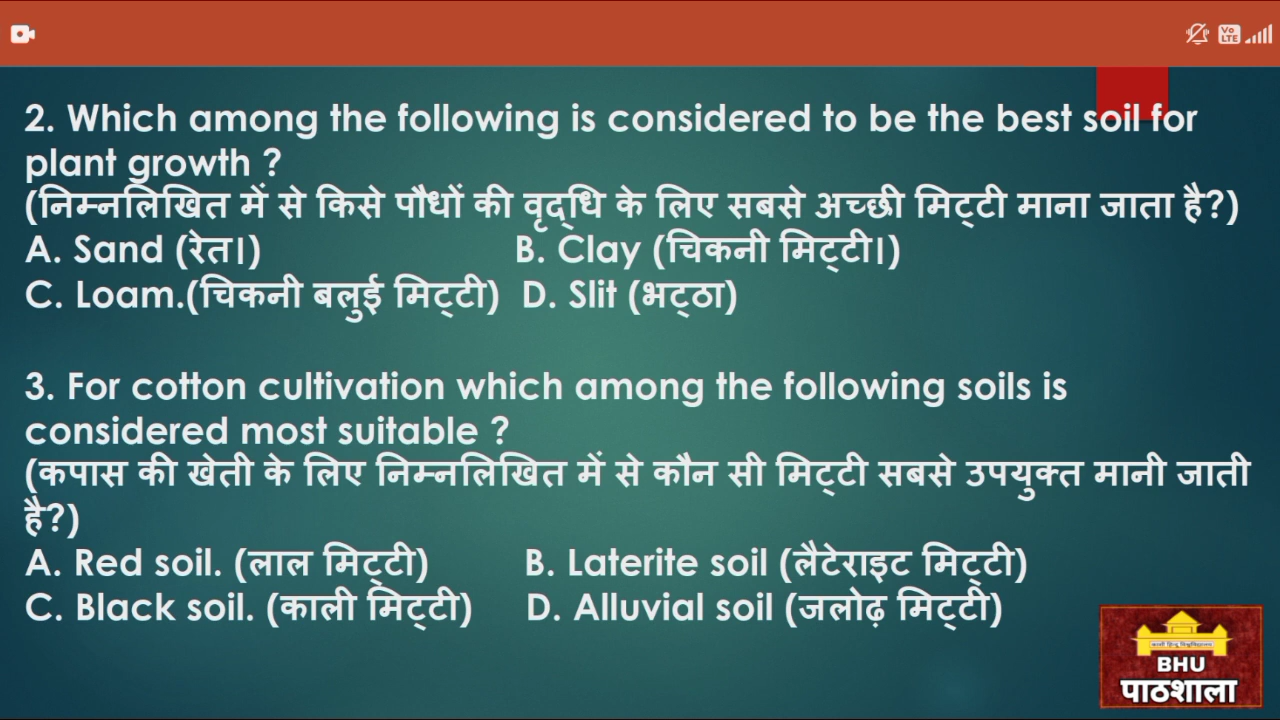 Vo
LTE
2. Which among the following is considered to be the best soil for
plant growth ?
(निम्नलिखित में से किसे पौधों की वृद्धि के लिए सबसे अच्छी मिट्टी माना जाता है?)
A. Sand (रेत।) B. Clay (चिकनी मिट्टी।)
C. Loam.(चिकनी बलुई मिट्टी) D. Slit (भट्ठा)
3. For cotton cultivation which among the following soils is
considered most suitable ?
(कपास की खेती के लिए निम्नलिखित में से कौन सी मिट्टी सबसे उपयुक्त मानी जाती
है?)
A. Red soil. (लाल मिट्टी) B. Laterite soil (लैटेराइट मिट्टी)
C. Black soil. (काली मिट्टी) D. Alluvial soil (जलोढ़ मिट्टी)
BHU
पाठशाला